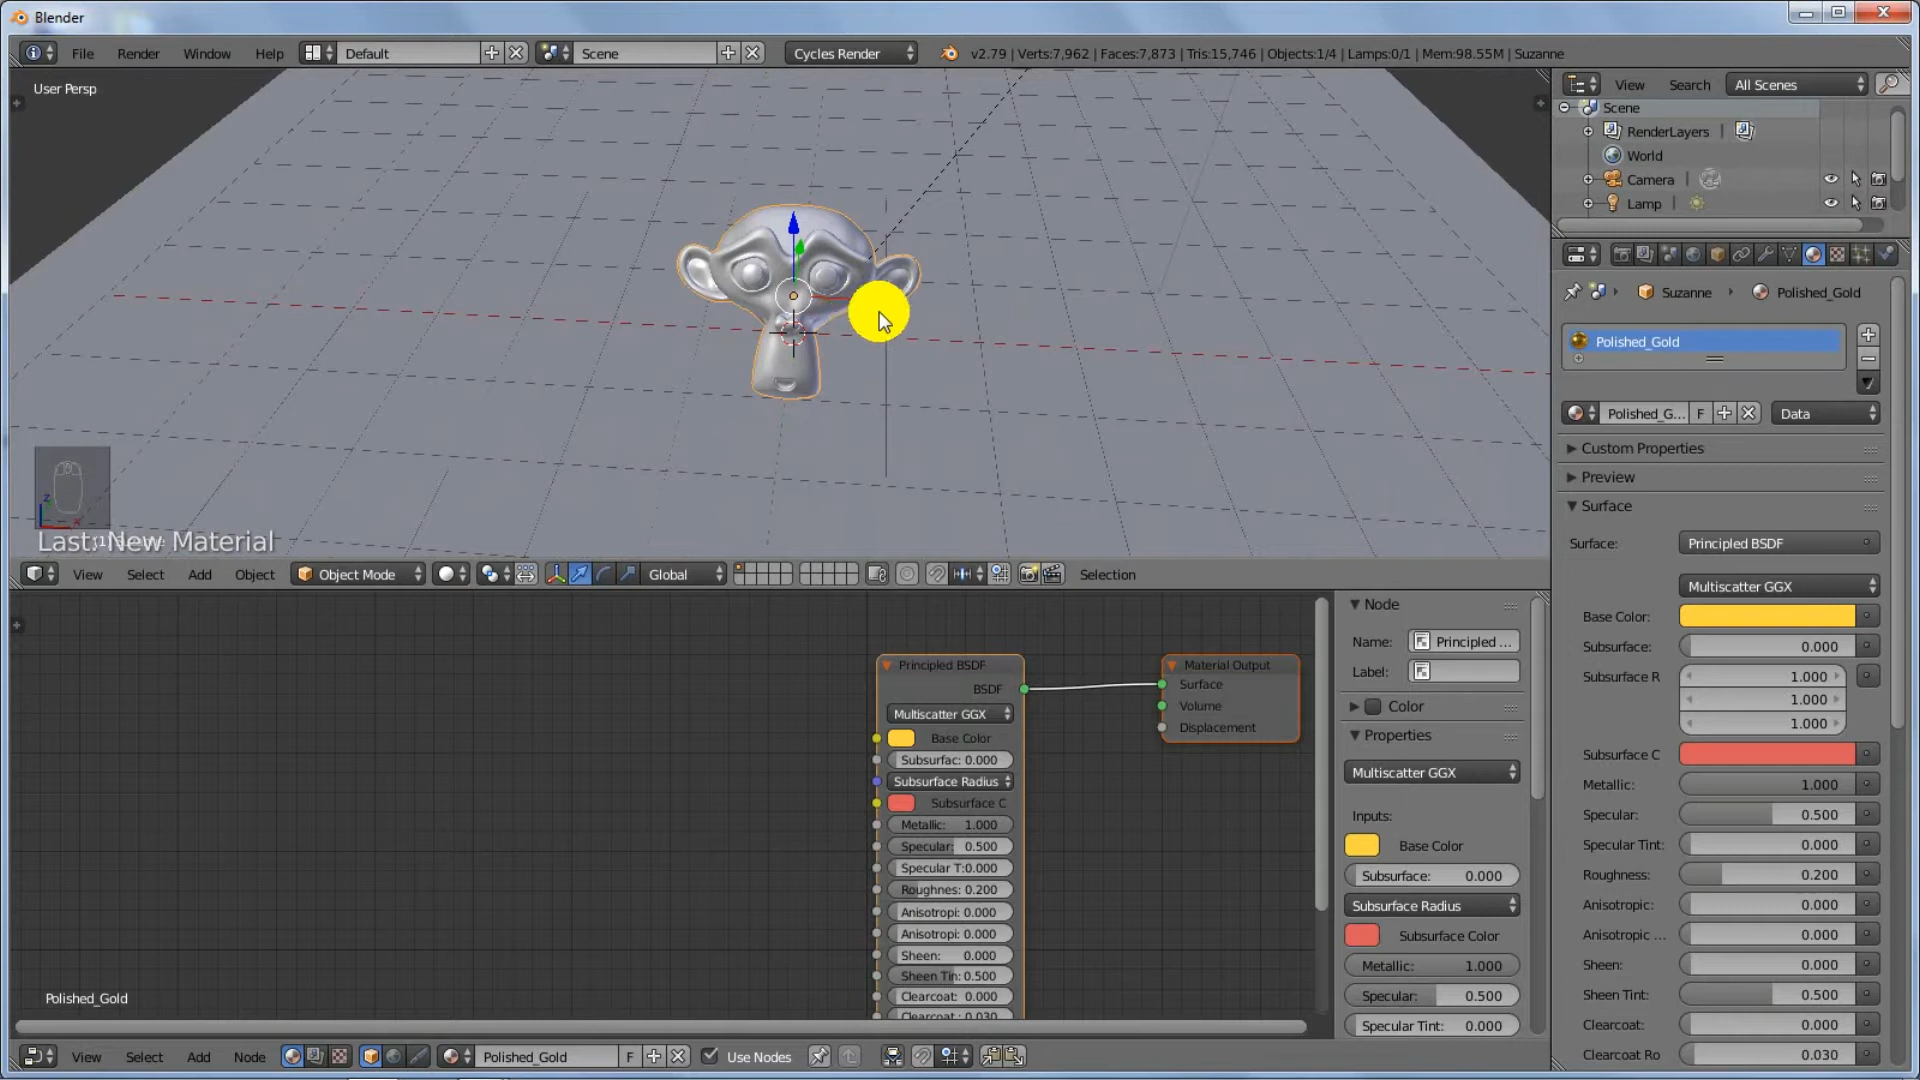 Blender
File Render Window Help Default Scene Cycles Render v2.79 | Verts:7,962 | Faces:7,873 | Tris:15,746 | Objects:1/4 | Lamps:0/1 | Mem:98.55M | Suzanne
User Persp
Last: New Material
View Select Add Object Object Mode Global Selection
Principled BSDF
BSDF
Multiscatter GGX
Base Color
Subsurfac: 0.000
Subsurface Radius
Subsurface C
Metallic: 1.000
Specular: 0.500
Specular T:0.000
Roughnes: 0.200
Anisotropi: 0.000
Anisotropi: 0.000
Sheen: 0.000
Sheen Tin: 0.500
Clearcoat: 0.000
Clearcoat : 0.030
Material Output
Surface
Volume
Displacement
Polished_Gold
Node
Name: Principled ...
Label:
Color
Properties
Multiscatter GGX
Inputs:
Base Color
Subsurface: 0.000
Subsurface Radius
Subsurface Color
Metallic: 1.000
Specular: 0.500
Specular Tint: 0.000
View Select Add Node Polished_Gold F Use Nodes
View Search All Scenes
Scene
RenderLayers |
World
Camera |
Lamp |
Suzanne Polished_Gold
Polished_Gold
Polished_G... F Data
Custom Properties
Preview
Surface
Surface: Principled BSDF
Multiscatter GGX
Base Color:
Subsurface: 0.000
Subsurface R 1.000
1.000
1.000
Subsurface C
Metallic: 1.000
Specular: 0.500
Specular Tint: 0.000
Roughness: 0.200
Anisotropic: 0.000
Anisotropic ... 0.000
Sheen: 0.000
Sheen Tint: 0.500
Clearcoat: 0.000
Clearcoat Ro 0.030